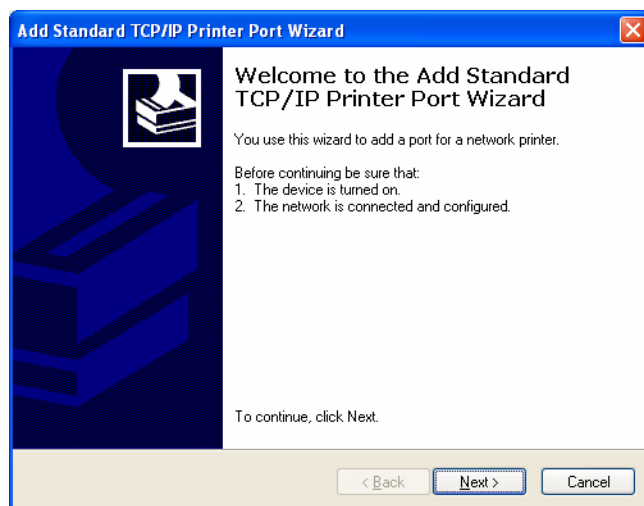 Add Standard TCP/IP Printer Port Wizard
Welcome to the Add Standard
TCP/IP Printer Port Wizard
You use this wizard to add a port for a network printer.
Before continuing be sure that:
1. The device is turned on.
2. The network is connected and configured.
To continue, click Next.
< Back
Next >
Cancel